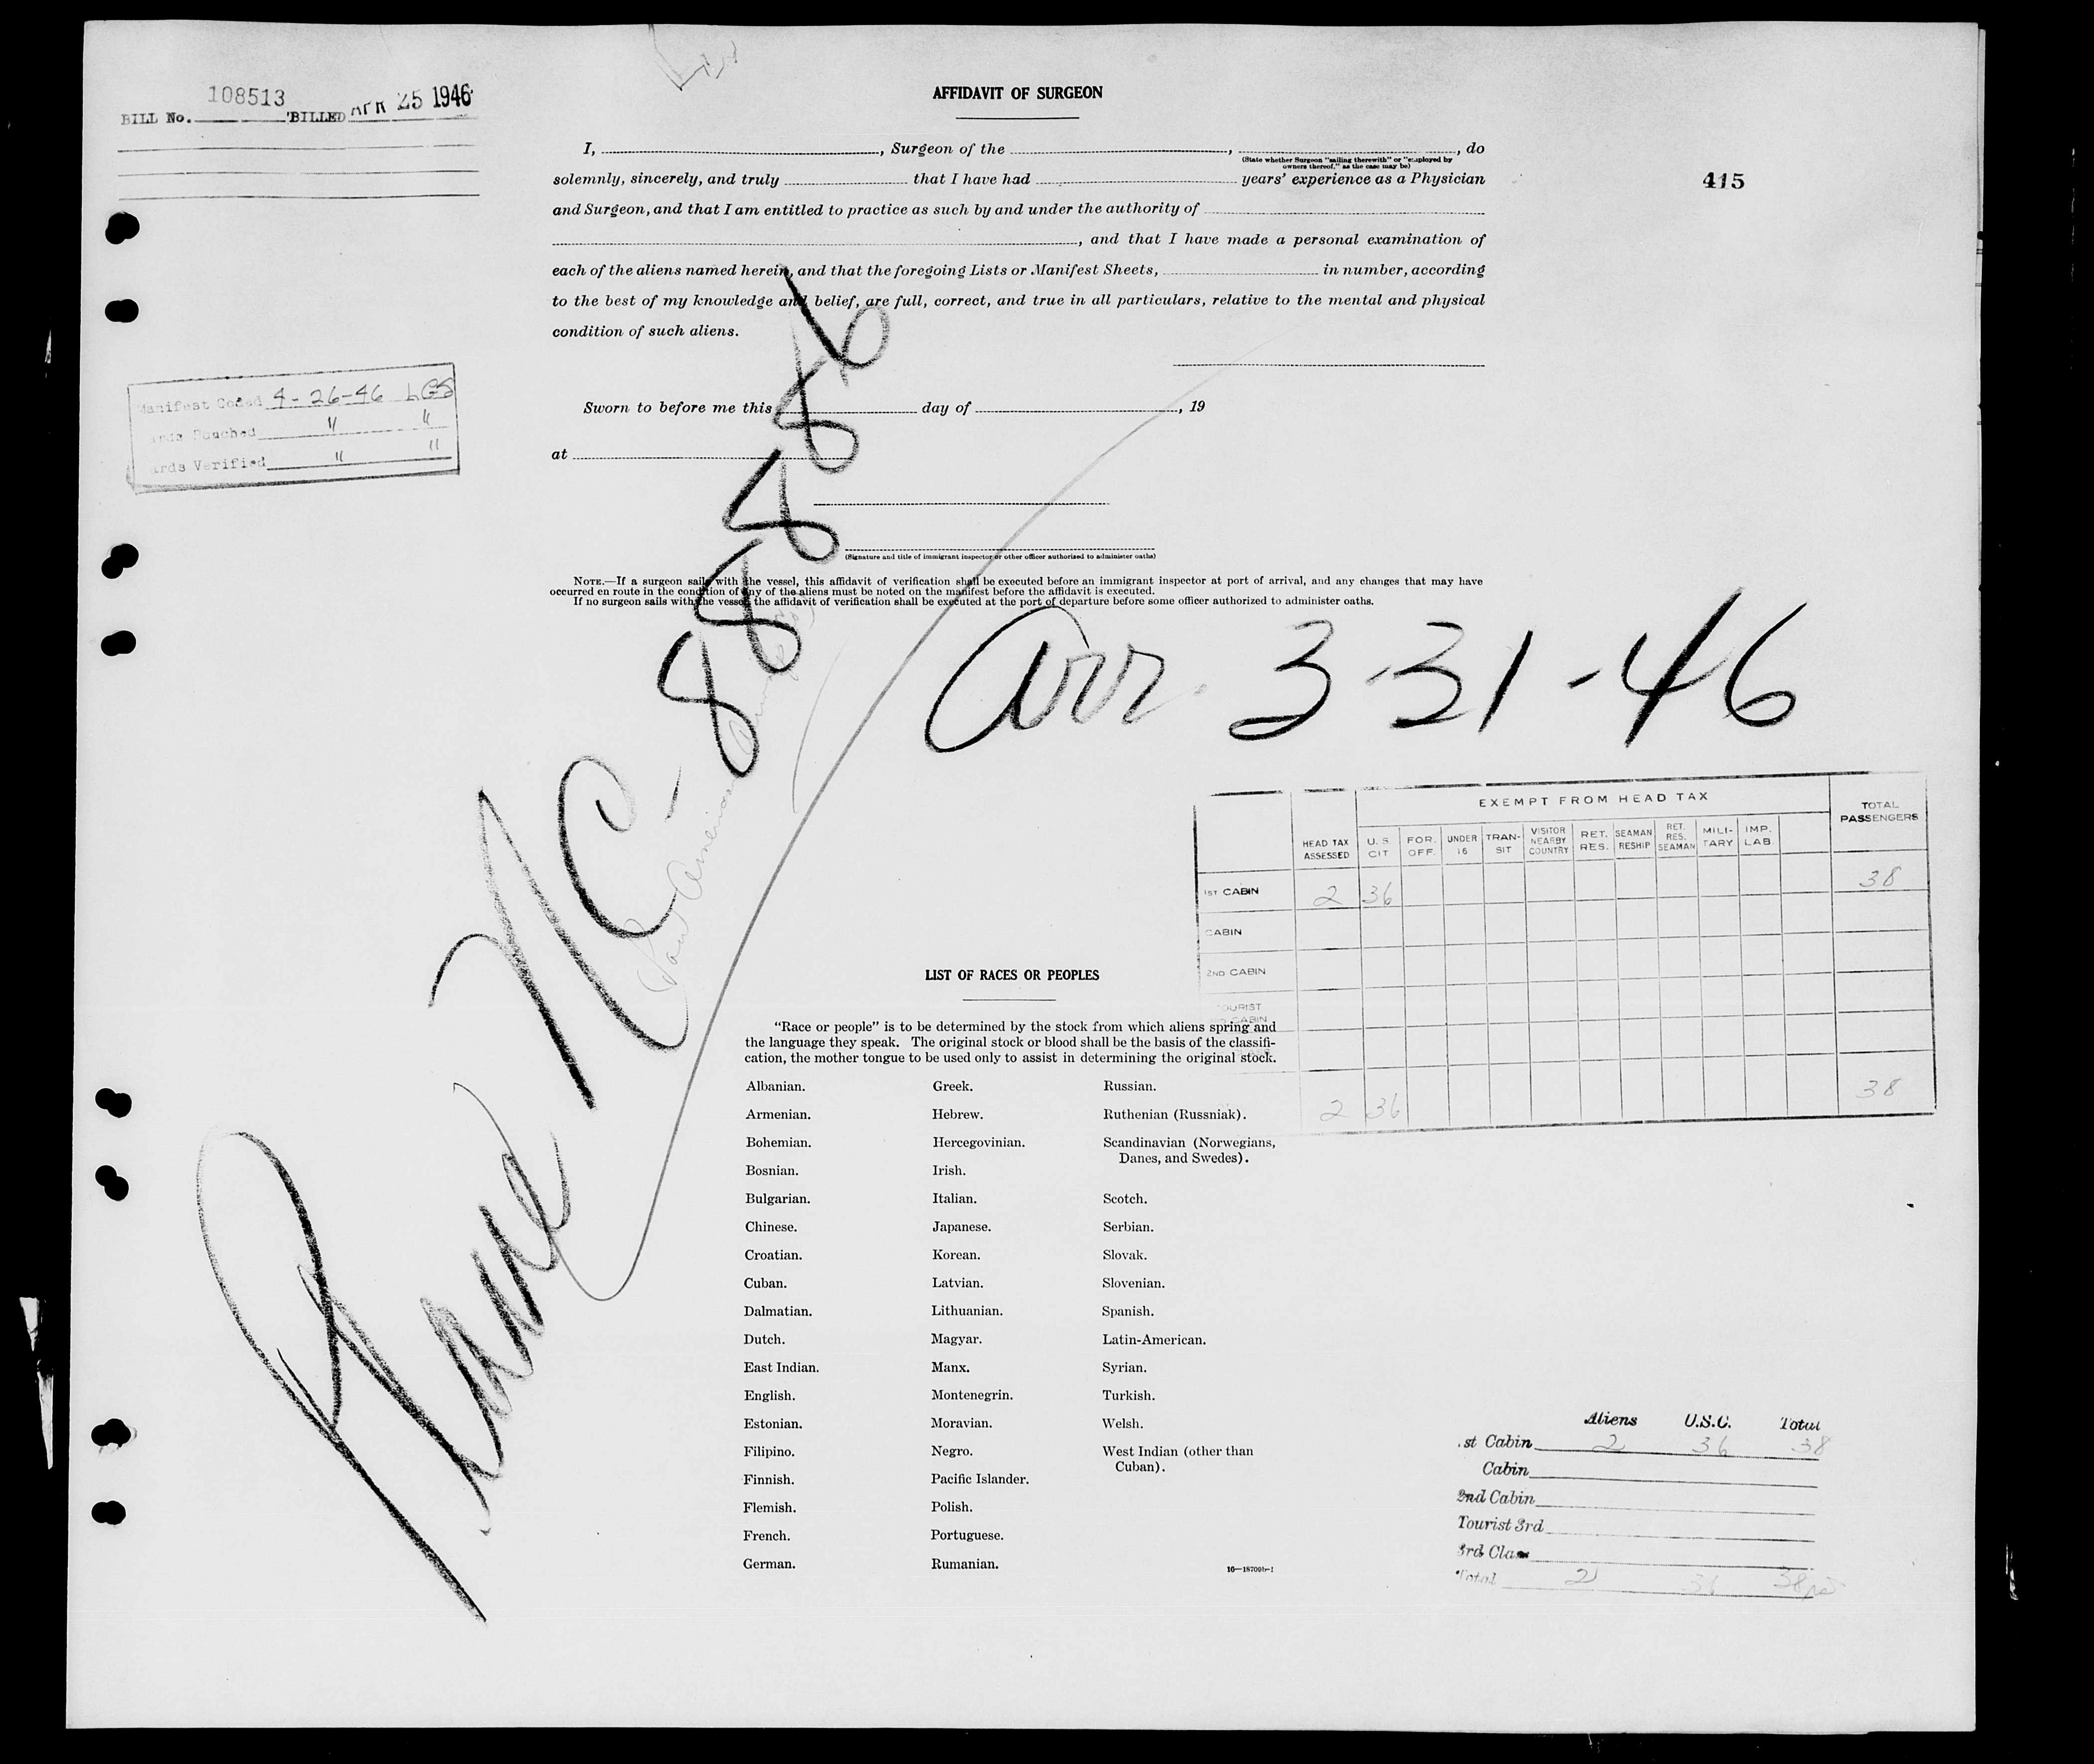 108513
BILL No. BILLED APR 25 1946
AFFIDAVIT OF SURGEON
I, , Surgeon of the , , do
(State whether Surgeon "sailing therewith" or "employed by owners thereof," as the case may be)
solemnly, sincerely, and truly that I have had years' experience as a Physician
and Surgeon, and that I am entitled to practice as such by and under the authority of
, and that I have made a personal examination of
each of the aliens named herein, and that the foregoing Lists or Manifest Sheets, in number, according
to the best of my knowledge and belief, are full, correct, and true in all particulars, relative to the mental and physical
condition of such aliens.
415
Manifest Coded 4-26-46 LGS
Punched " "
Cards Verified " "
Sworn to before me this day of , 19
at
(Signature and title of immigrant inspector or other officer authorized to administer oaths)
NOTE.—If a surgeon sails with the vessel, this affidavit of verification shall be executed before an immigrant inspector at port of arrival, and any changes that may have
occurred en route in the condition of any of the aliens must be noted on the manifest before the affidavit is executed.
If no surgeon sails with the vessel the affidavit of verification shall be executed at the port of departure before some officer authorized to administer oaths.
Plane NC-88886
Pan American
Arr. 3-31-46
EXEMPT FROM HEAD TAX
HEAD TAX ASSESSED U.S. CIT FOR. OFF. UNDER 16 TRANSIT VISITOR NEARBY COUNTRY RET. RES. SEAMAN RESHIP RET. RES. SEAMAN MILITARY IMP. LAB. TOTAL PASSENGERS
1ST CABIN 2 36 38
CABIN
2ND CABIN
TOURIST
CABIN
2 36 38
LIST OF RACES OR PEOPLES
"Race or people" is to be determined by the stock from which aliens spring and
the language they speak. The original stock or blood shall be the basis of the classifi-
cation, the mother tongue to be used only to assist in determining the original stock.
Albanian.
Armenian.
Bohemian.
Bosnian.
Bulgarian.
Chinese.
Croatian.
Cuban.
Dalmatian.
Dutch.
East Indian.
English.
Estonian.
Filipino.
Finnish.
Flemish.
French.
German.
Greek.
Hebrew.
Hercegovinian.
Irish.
Italian.
Japanese.
Korean.
Latvian.
Lithuanian.
Magyar.
Manx.
Montenegrin.
Moravian.
Negro.
Pacific Islander.
Polish.
Portuguese.
Rumanian.
Russian.
Ruthenian (Russniak).
Scandinavian (Norwegians,
Danes, and Swedes).
Scotch.
Serbian.
Slovak.
Slovenian.
Spanish.
Latin-American.
Syrian.
Turkish.
Welsh.
West Indian (other than
Cuban).
16—18709b-1
Aliens U.S.C. Total
1st Cabin 2 36 38
Cabin
2nd Cabin
Tourist 3rd
3rd Class
Total 2 36 38